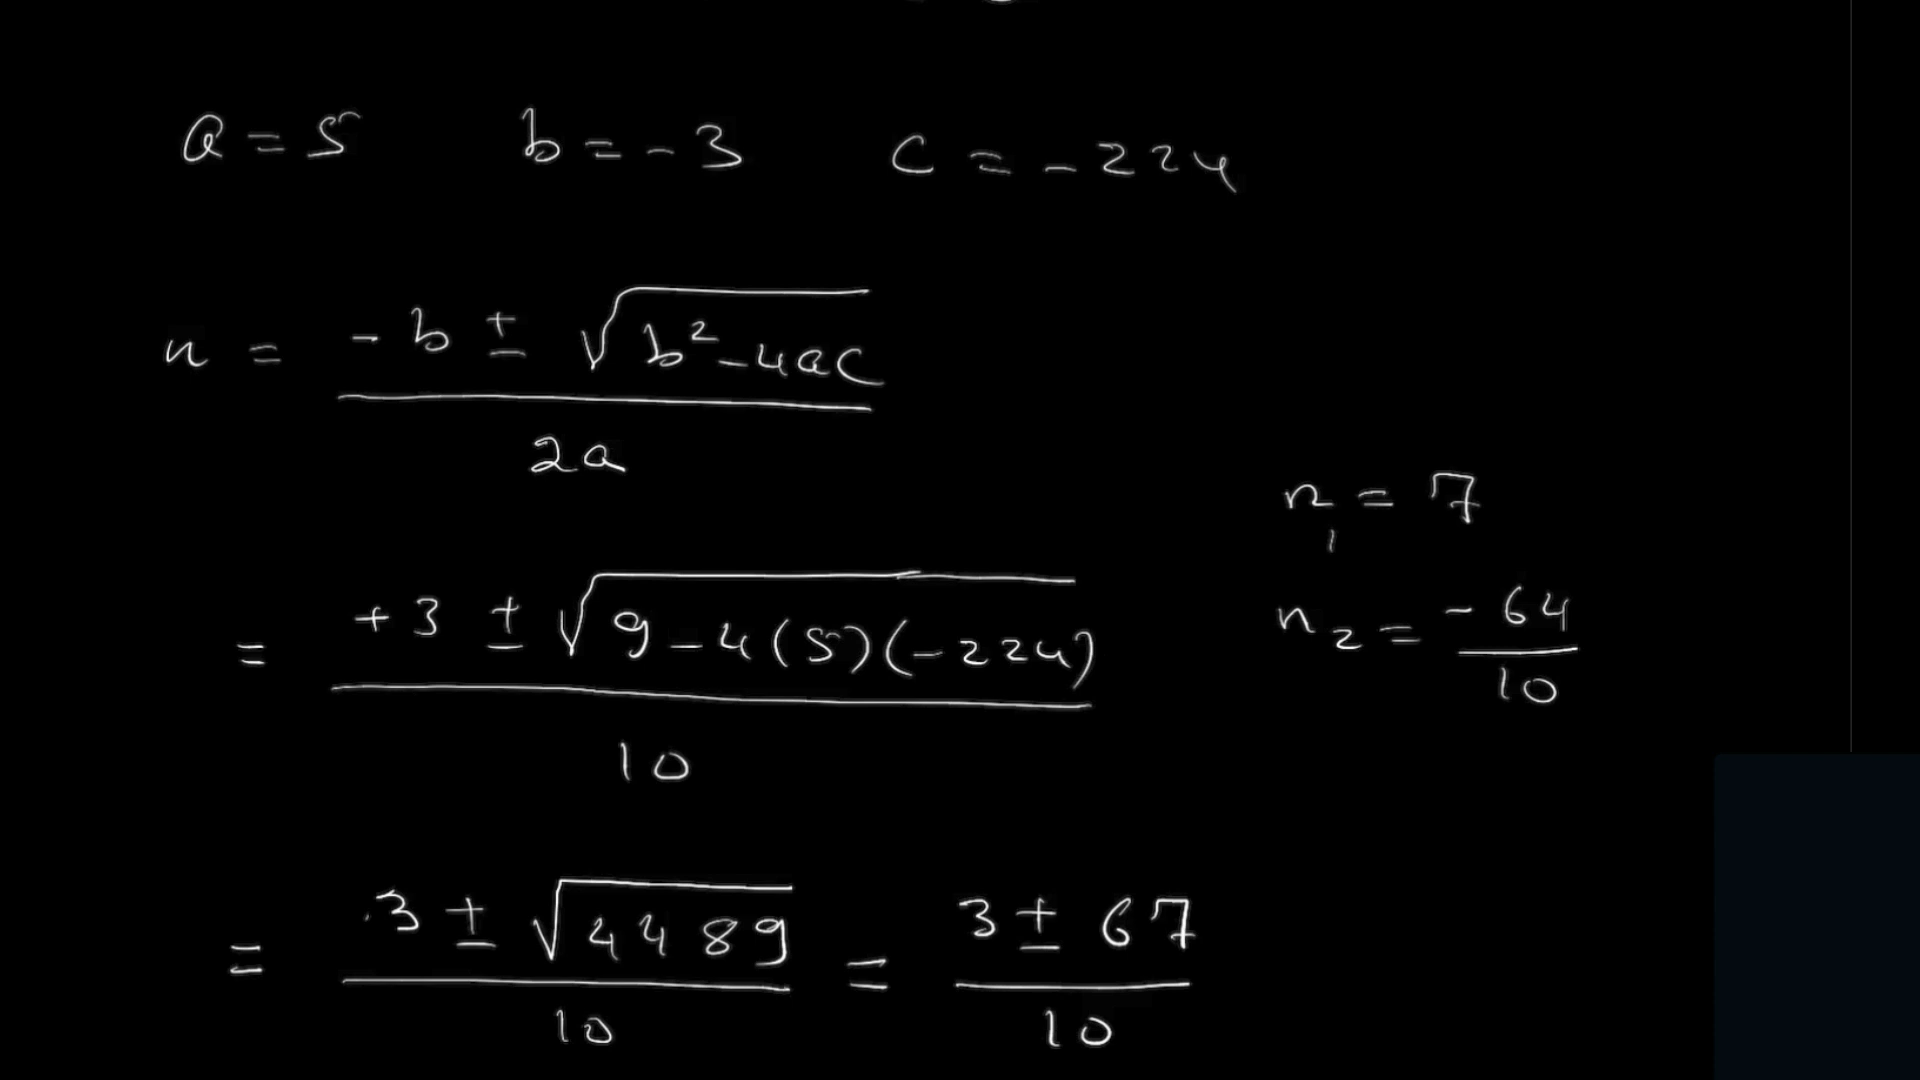 a = 5 b = - 3 c = - 224
n = - b ± √b² - 4ac
2a
n₁ = 7
= +3 ± √9 - 4(5)(-224)
10
n₂ = - 64
10
= 3 ± √4489 = 3 ± 67
10 10